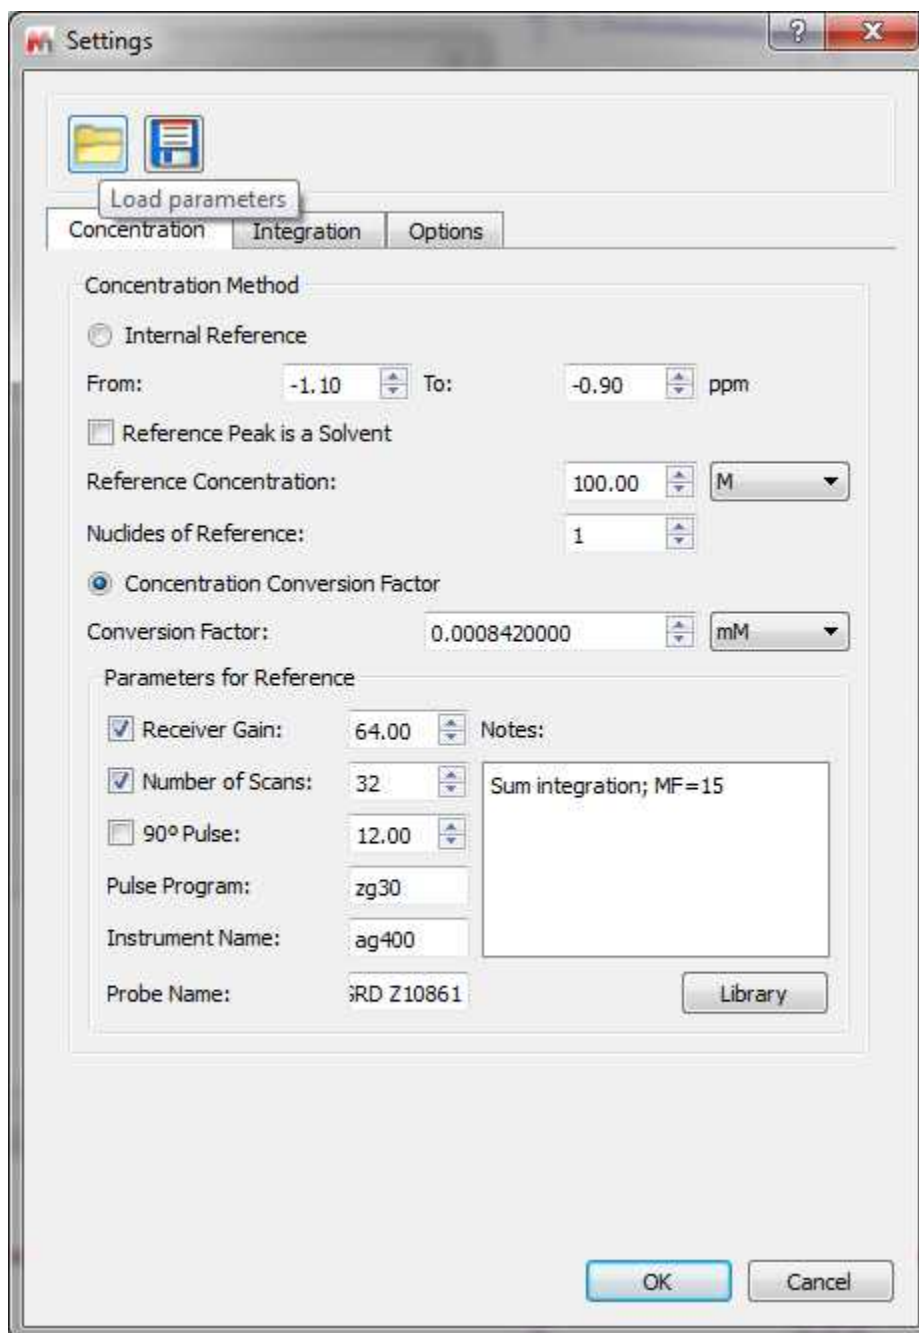 Settings
Load parameters
Concentration Integration Options
Concentration Method
Internal Reference
From: -1.10 To: -0.90 ppm
Reference Peak is a Solvent
Reference Concentration: 100.00 M
Nuclides of Reference: 1
Concentration Conversion Factor
Conversion Factor: 0.0008420000 mM
Parameters for Reference
Receiver Gain: 64.00 Notes:
Number of Scans: 32 Sum integration; MF=15
90º Pulse: 12.00
Pulse Program: zg30
Instrument Name: ag400
Probe Name: SRD Z10861 Library
OK Cancel